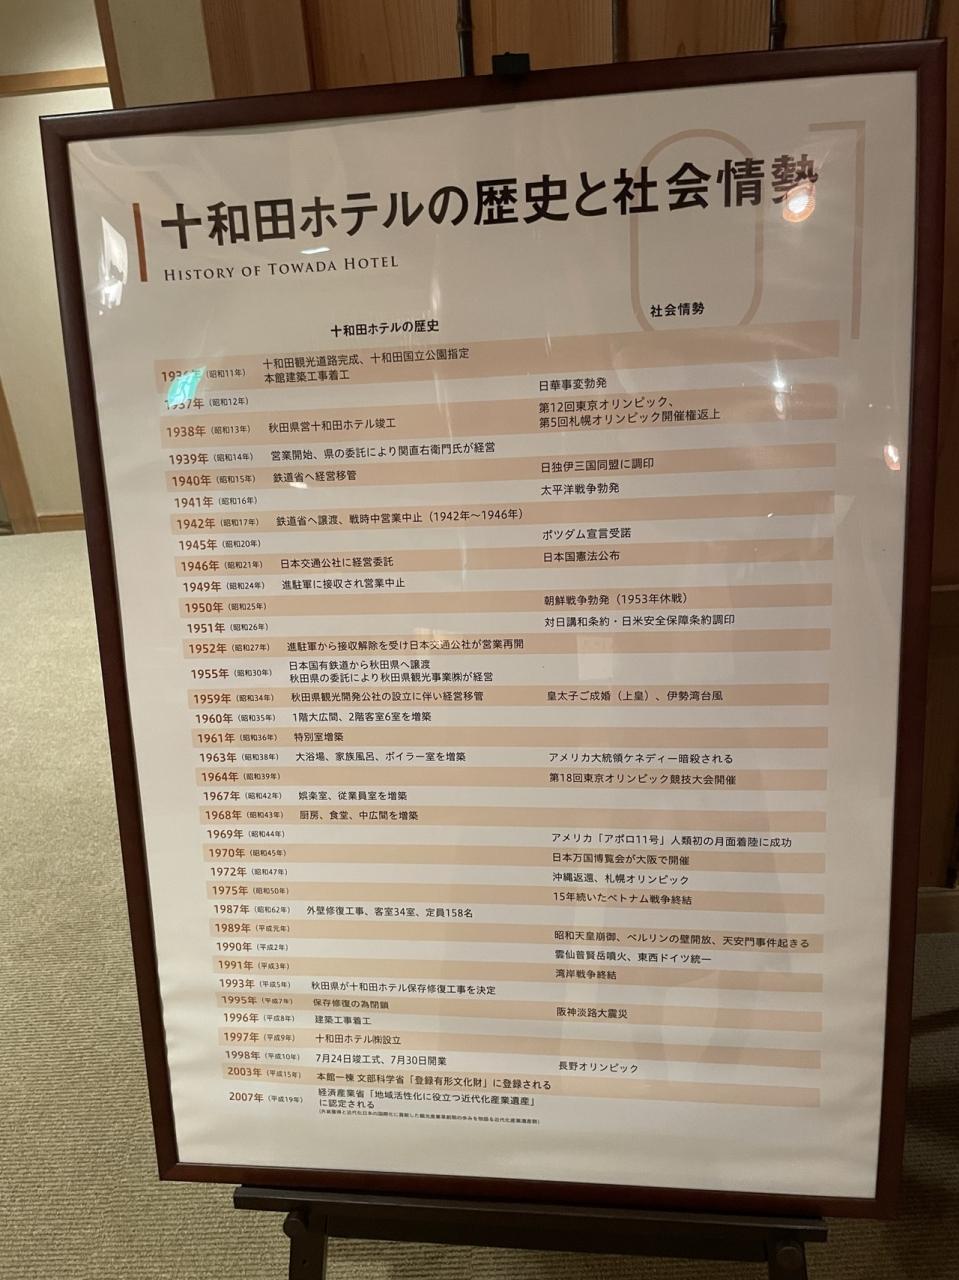 01
十和田ホテルの歴史と社会情勢
HISTORY OF TOWADA HOTEL
十和田ホテルの歴史 社会情勢
1936年（昭和11年） 十和田観光道路完成、十和田国立公園指定
本館建築工事着工
1937年（昭和12年） 日華事変勃発
1938年（昭和13年） 秋田県営十和田ホテル竣工 第12回東京オリンピック、
第5回札幌オリンピック開催権返上
1939年（昭和14年） 営業開始、県の委託により関直右衛門氏が経営
1940年（昭和15年） 鉄道省へ経営移管 日独伊三国同盟に調印
1941年（昭和16年） 太平洋戦争勃発
1942年（昭和17年） 鉄道省へ譲渡、戦時中営業中止（1942年～1946年）
1945年（昭和20年） ポツダム宣言受諾
1946年（昭和21年） 日本交通公社に経営委託 日本国憲法公布
1949年（昭和24年） 進駐軍に接収され営業中止
1950年（昭和25年） 朝鮮戦争勃発（1953年休戦）
1951年（昭和26年） 対日講和条約・日米安全保障条約調印
1952年（昭和27年） 進駐軍から接収解除を受け日本交通公社が営業再開
1955年（昭和30年） 日本国有鉄道から秋田県へ譲渡
秋田県の委託により秋田県観光事業㈱が経営
1959年（昭和34年） 秋田県観光開発公社の設立に伴い経営移管 皇太子ご成婚（上皇）、伊勢湾台風
1960年（昭和35年） 1階大広間、2階客室6室を増築
1961年（昭和36年） 特別室増築
1963年（昭和38年） 大浴場、家族風呂、ボイラー室を増築 アメリカ大統領ケネディー暗殺される
1964年（昭和39年） 第18回東京オリンピック競技大会開催
1967年（昭和42年） 娯楽室、従業員室を増築
1968年（昭和43年） 厨房、食堂、中広間を増築
1969年（昭和44年） アメリカ「アポロ11号」人類初の月面着陸に成功
1970年（昭和45年） 日本万国博覧会が大阪で開催
1972年（昭和47年） 沖縄返還、札幌オリンピック
1975年（昭和50年） 15年続いたベトナム戦争終結
1987年（昭和62年） 外壁修復工事、客室34室、定員158名
1989年（平成元年） 昭和天皇崩御、ベルリンの壁開放、天安門事件起きる
1990年（平成2年） 雲仙普賢岳噴火、東西ドイツ統一
1991年（平成3年） 湾岸戦争終結
1993年（平成5年） 秋田県が十和田ホテル保存修復工事を決定
1995年（平成7年） 保存修復の為閉鎖 阪神淡路大震災
1996年（平成8年） 建築工事着工
1997年（平成9年） 十和田ホテル㈱設立
1998年（平成10年） 7月24日竣工式、7月30日開業 長野オリンピック
2003年（平成15年） 本館一棟 文部科学省「登録有形文化財」に登録される
2007年（平成19年） 経済産業省「地域活性化に役立つ近代化産業遺産」
に認定される
（外貨獲得と近代化日本の国際化に貢献した観光産業草創期の歩みを物語る近代化産業遺産群）